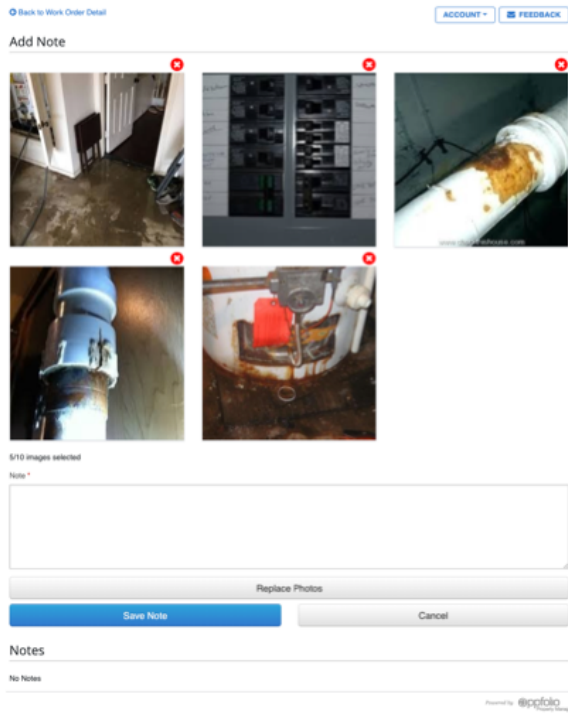 Back to Work Order Detail
ACCOUNT
FEEDBACK
Add Note
5/10 images selected
Note *
Replace Photos
Save Note
Cancel
Notes
No Notes
Powered by appfolio